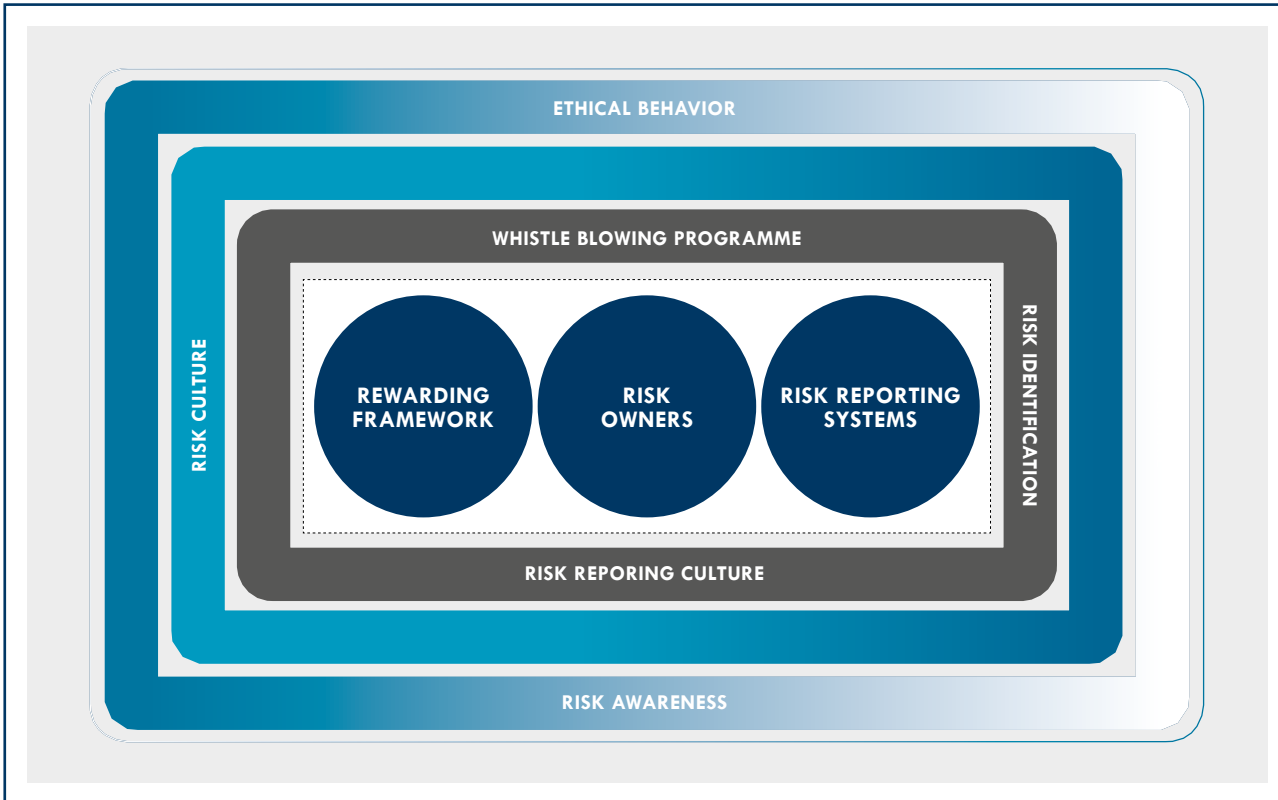 ETHICAL BEHAVIOR
WHISTLE BLOWING PROGRAMME
RISK CULTURE
REWARDING
FRAMEWORK
RISK
OWNERS
RISK REPORTING
SYSTEMS
RISK IDENTIFICATION
RISK REPORING CULTURE
RISK AWARENESS